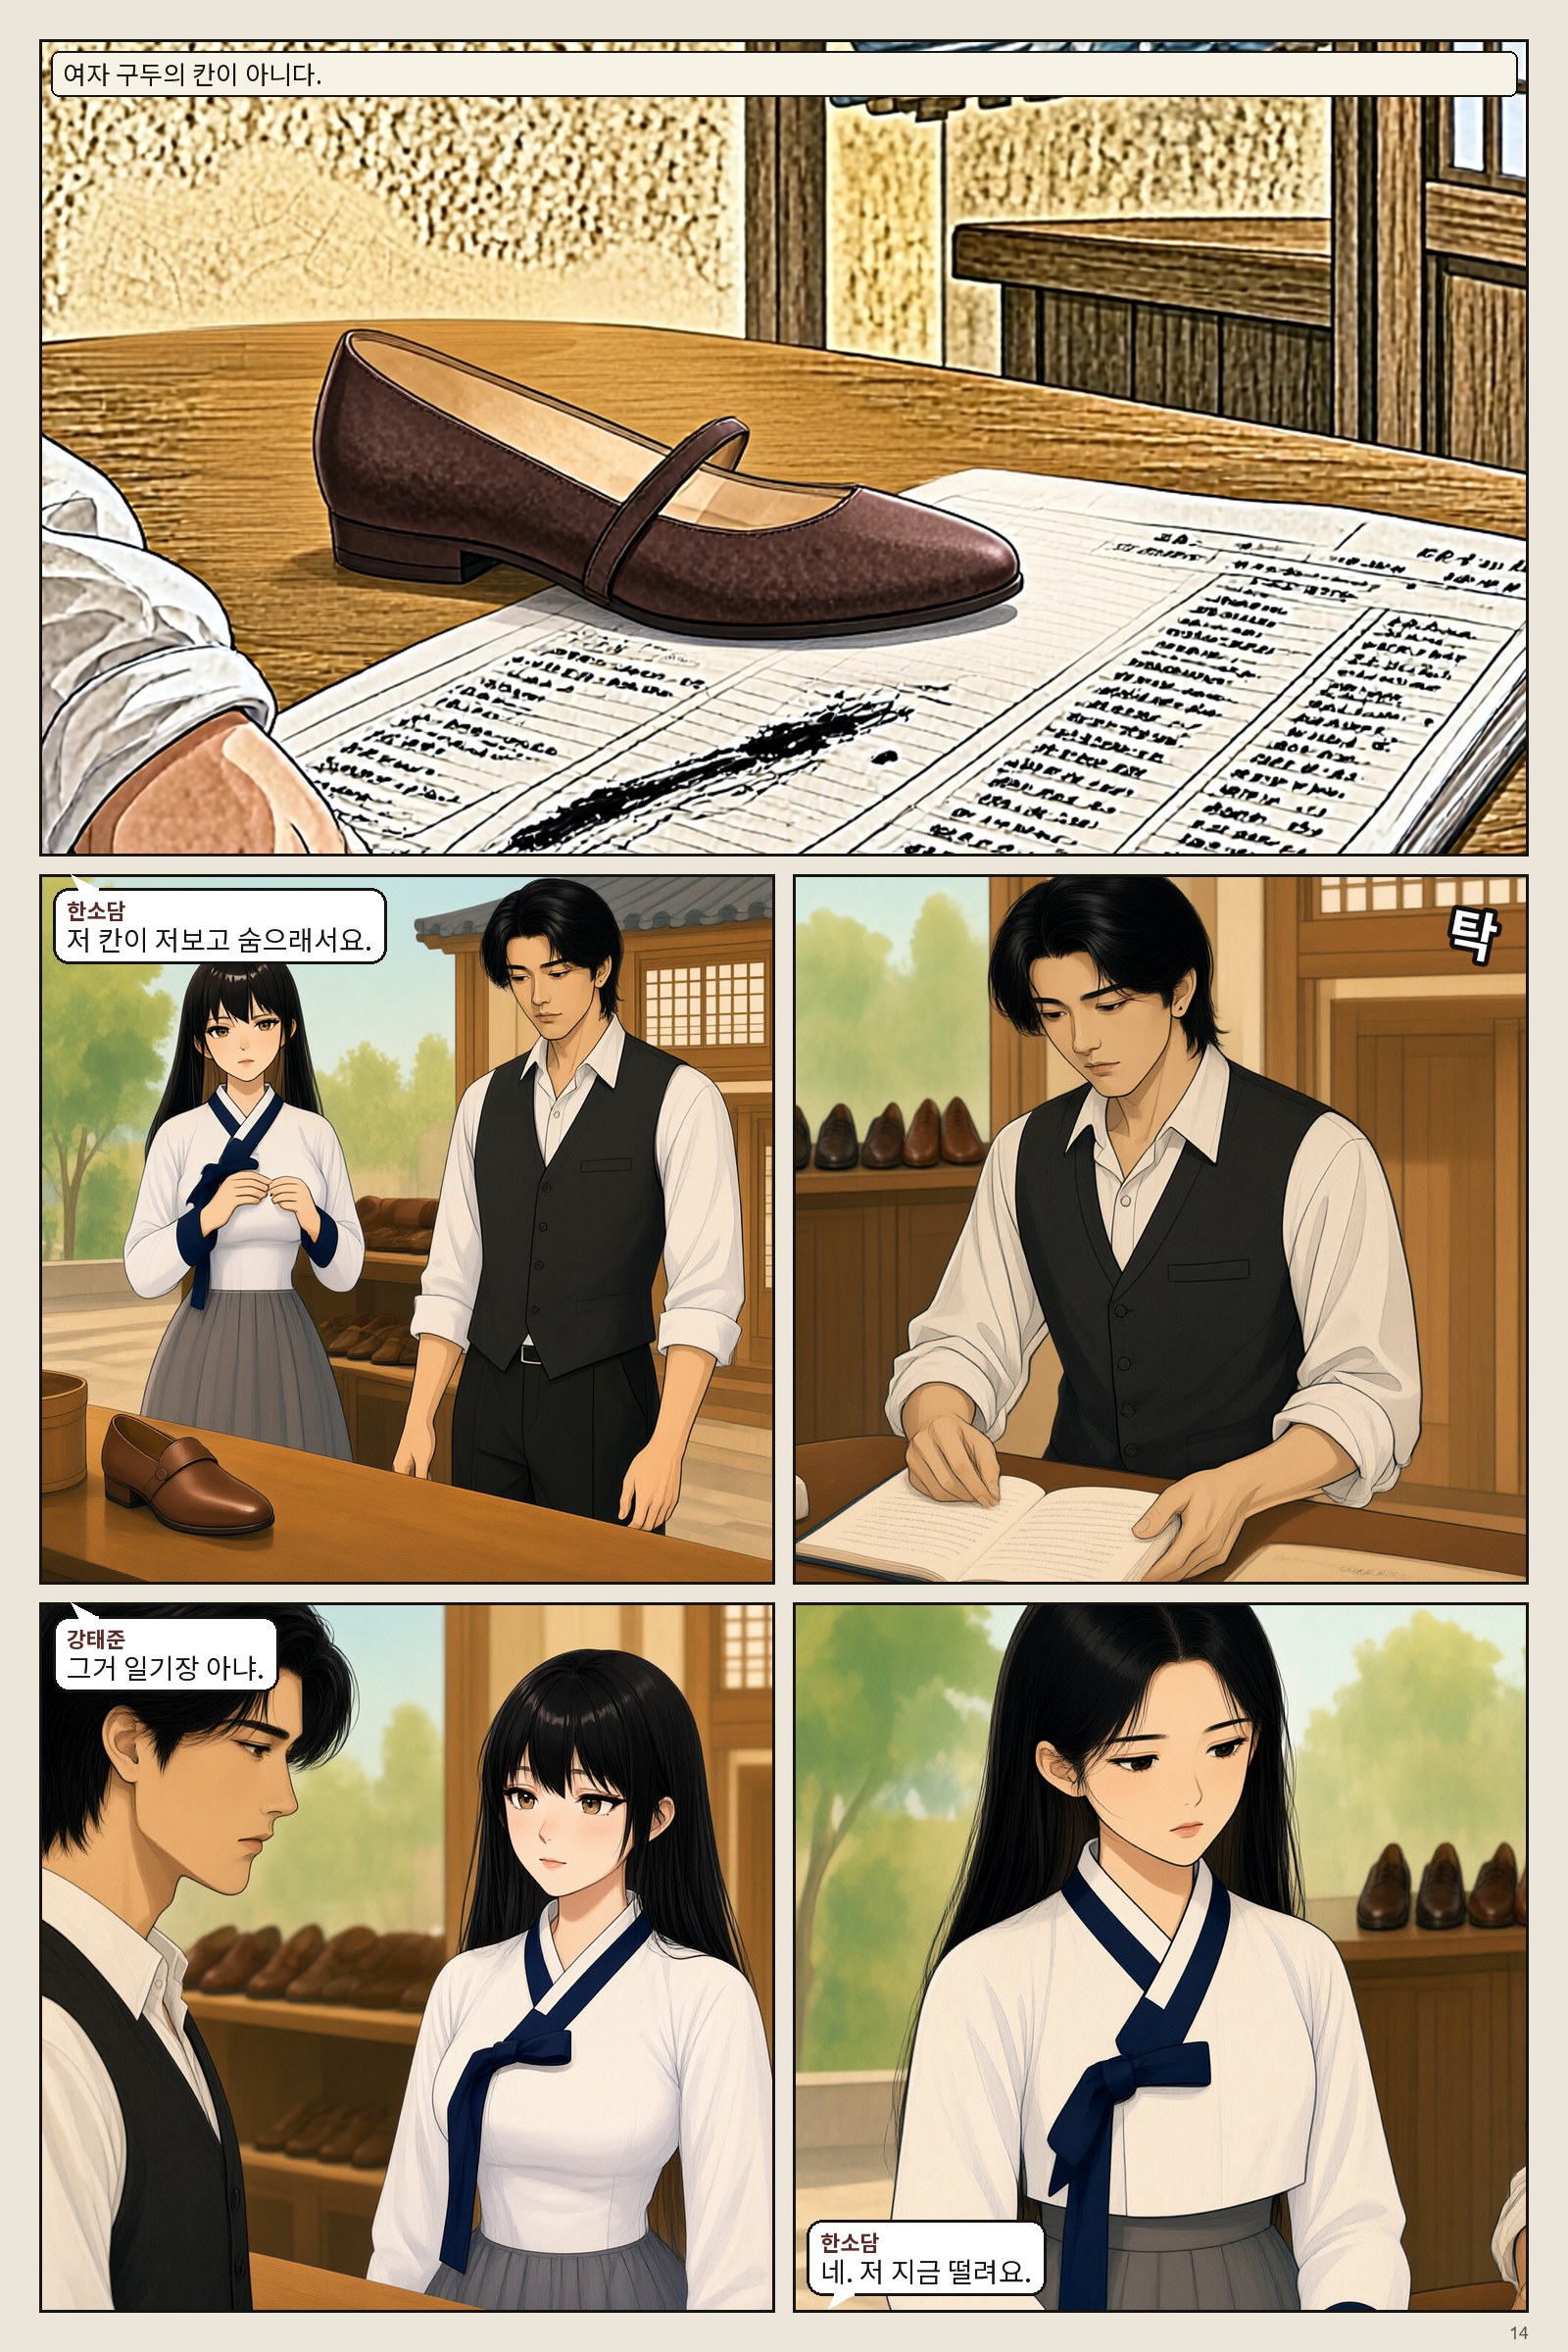 여자 구두의 칸이 아니다.
한소담
저 칸이 저보고 숨으래서요.
탁
강태준
그거 일기장 아냐.
한소담
네. 저 지금 떨려요.
14